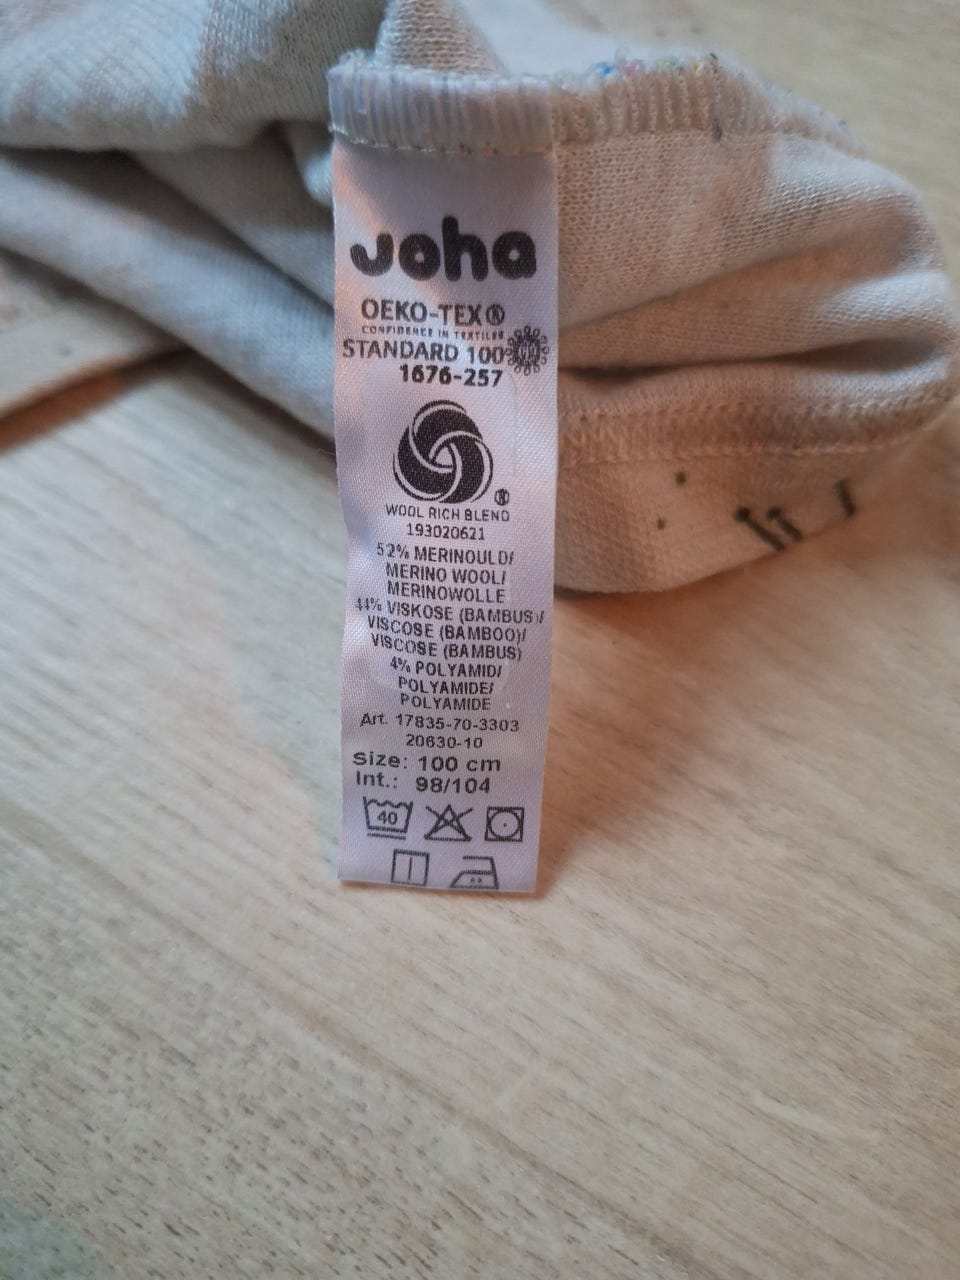 Joha
OEKO-TEX®
CONFIDENCE IN TEXTILES
STANDARD 100
1676-257
®
WOOL RICH BLEND
193020621
52% MERINOULD/
MERINO WOOL/
MERINOWOLLE
44% VISKOSE (BAMBUS)/
VISCOSE (BAMBOO)/
VISCOSE (BAMBUS)
4% POLYAMID/
POLYAMIDE/
POLYAMIDE
Art. 17835-70-3303
20630-10
Size: 100 cm
Int.: 98/104
40